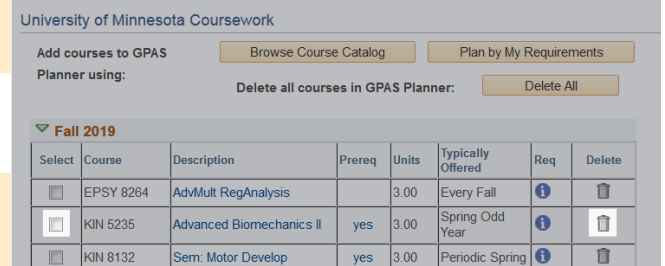 University of Minnesota Coursework
Add courses to GPAS Planner using:
Browse Course Catalog
Plan by My Requirements
Delete all courses in GPAS Planner:
Delete All
Fall 2019
Select Course Description Prereq Units Typically Offered Req Delete
EPSY 8264 AdvMult RegAnalysis 3.00 Every Fall
KIN 5235 Advanced Biomechanics II yes 3.00 Spring Odd Year
KIN 8132 Sem: Motor Develop yes 3.00 Periodic Spring